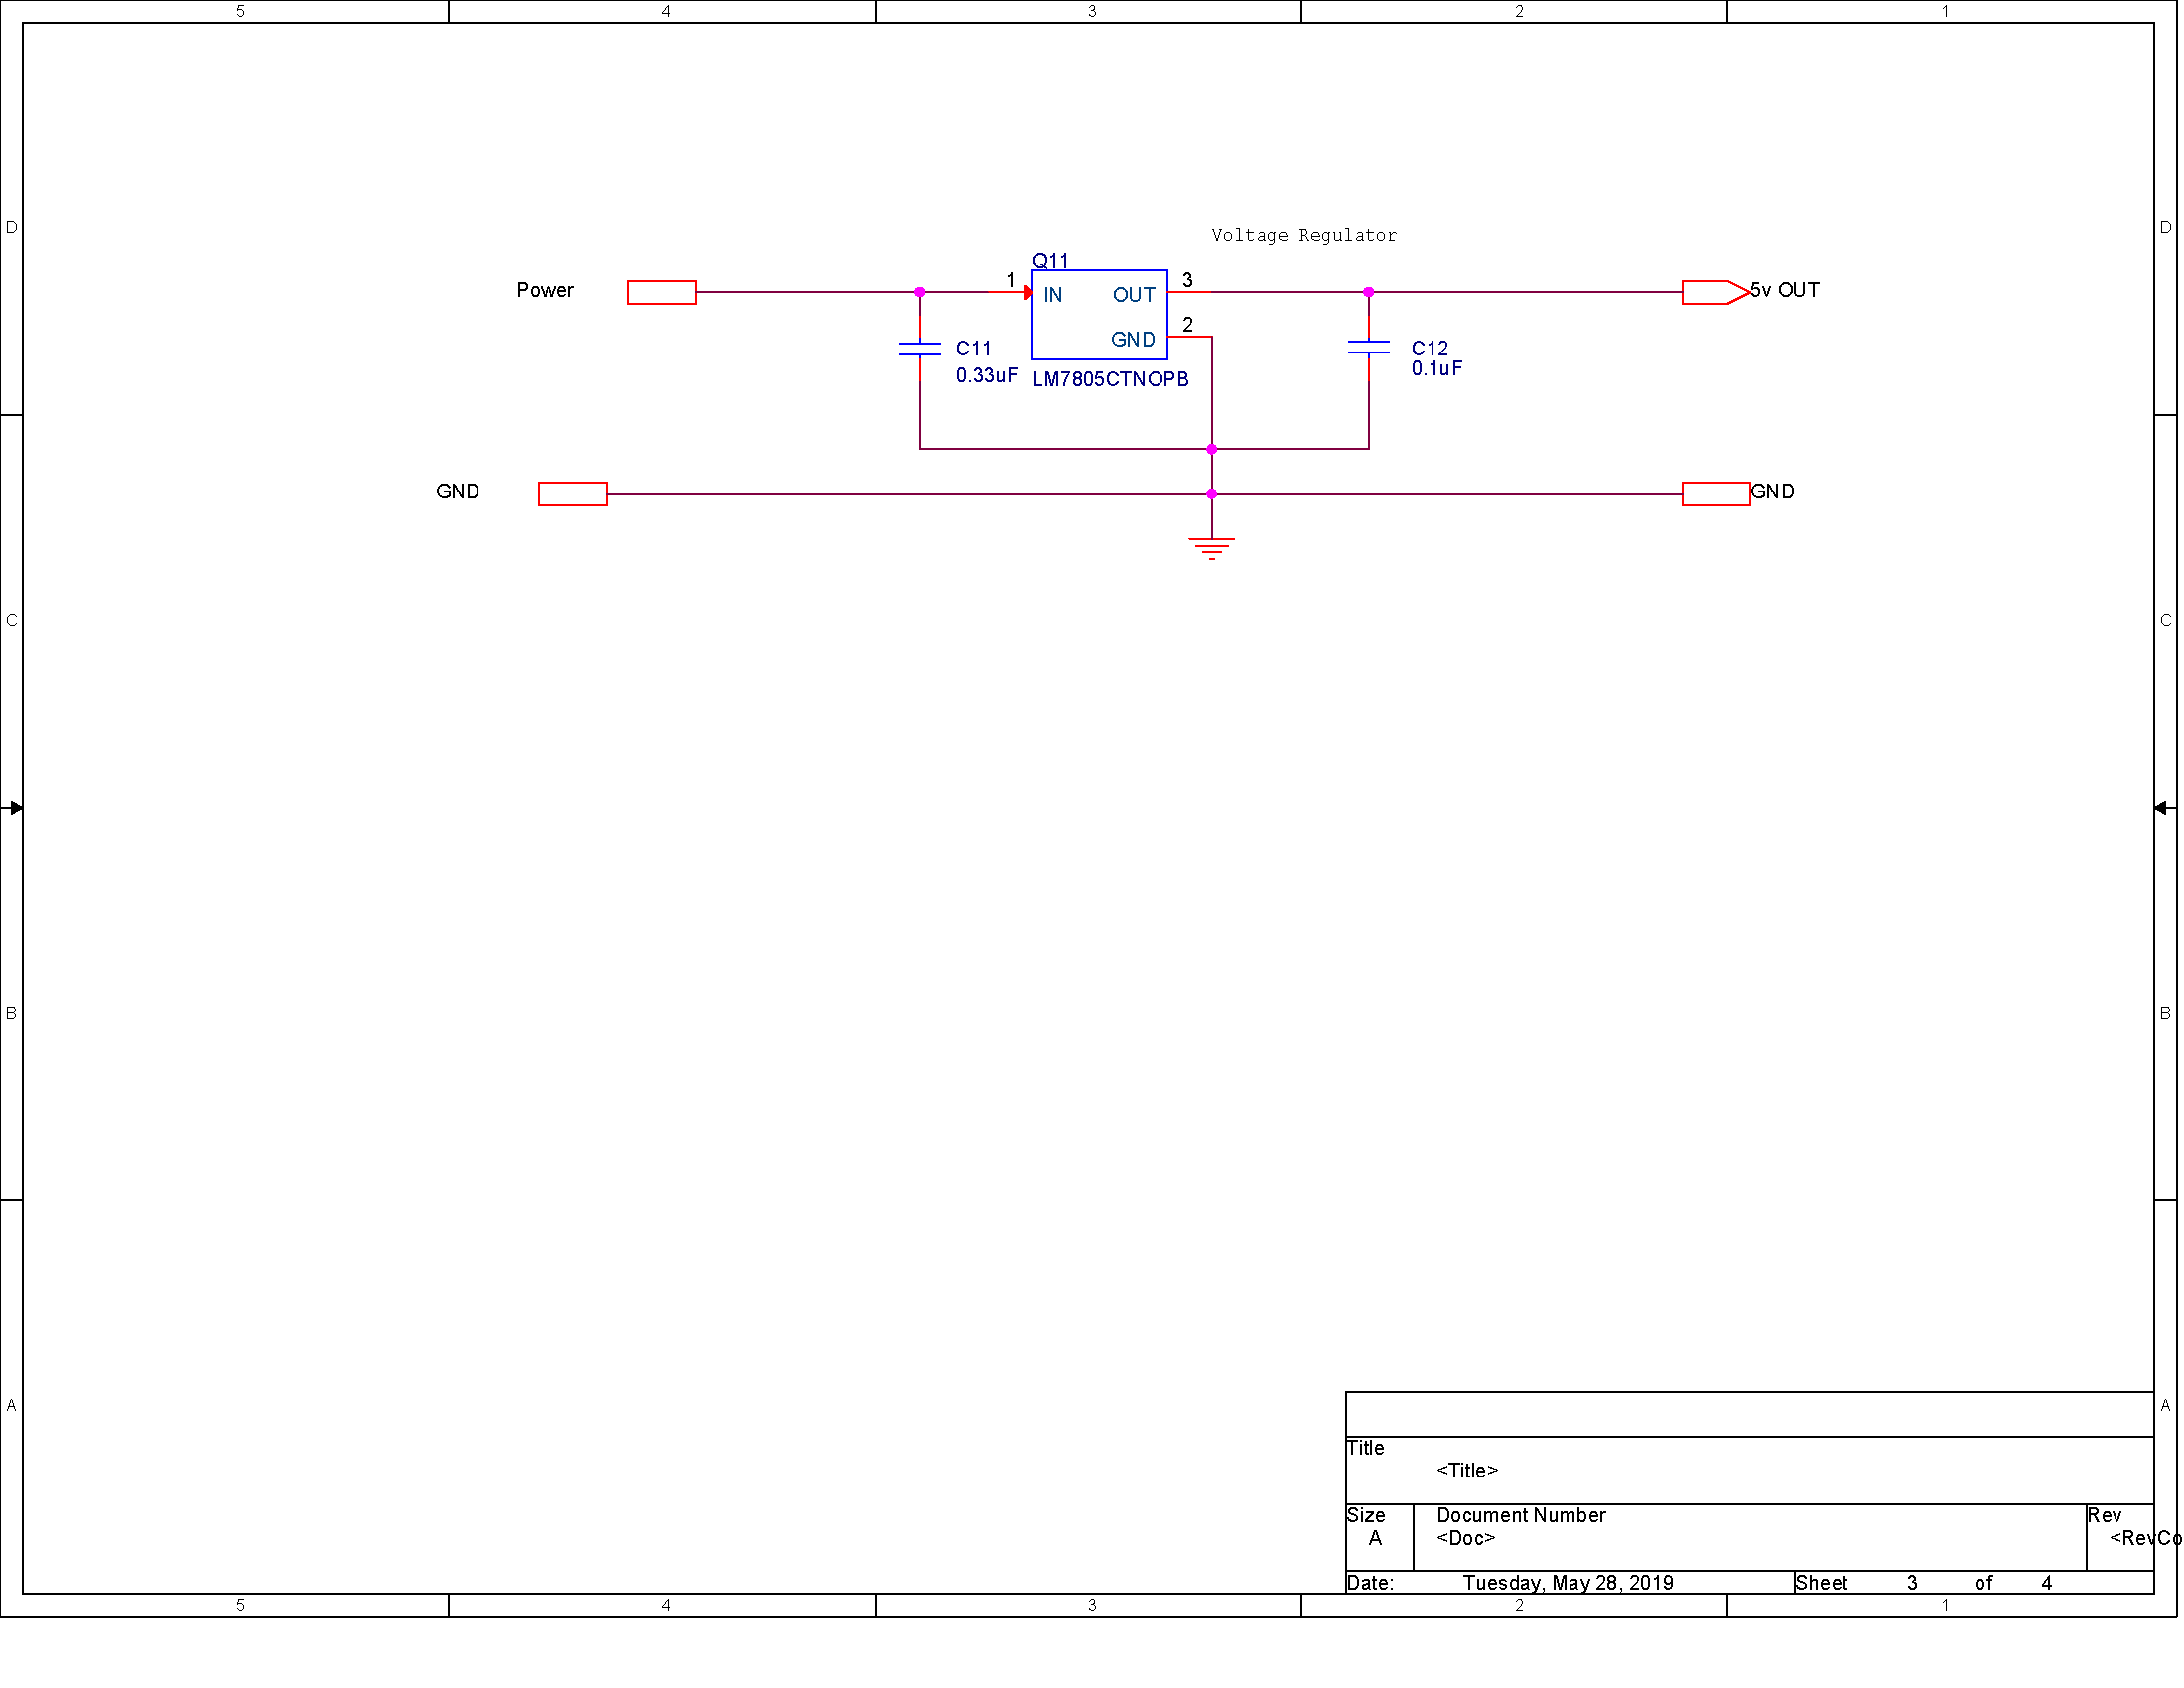 5 4 3 2 1
D D
Voltage Regulator
Q11
Power 1 IN OUT 3 5v OUT
2
GND
C11 C12
0.33uF LM7805CTNOPB 0.1uF
GND GND
C C
B B
A A
Title
<Title>
Size Document Number Rev
A <Doc> <RevCo
Date: Tuesday, May 28, 2019 Sheet 3 of 4
5 4 3 2 1